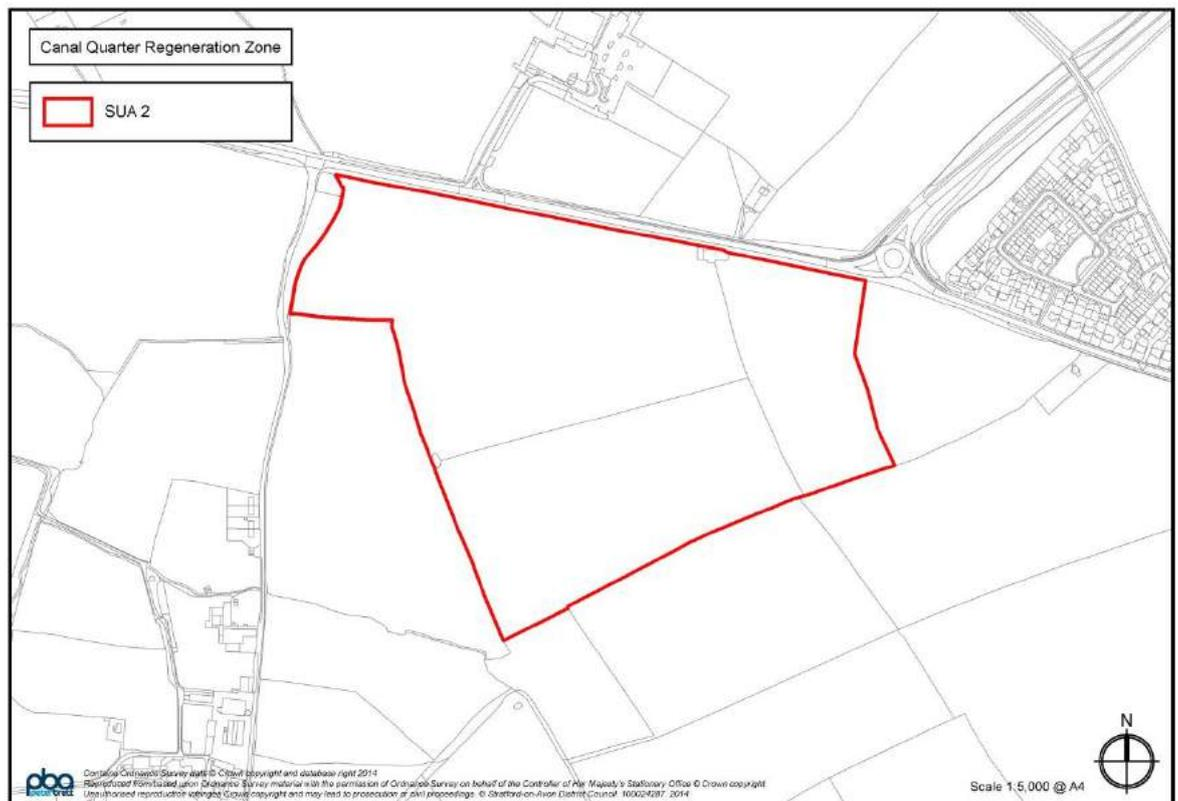 Canal Quarter Regeneration Zone
SUA 2
N
pba
peterbrett
Contains Ordnance Survey data © Crown copyright and database right 2014
Reproduced from/based upon Ordnance Survey material with the permission of Ordnance Survey on behalf of the Controller of Her Majesty's Stationery Office © Crown copyright
Unauthorised reproduction infringes Crown copyright and may lead to prosecution or civil proceedings. © Stratford-on-Avon District Council. 100024287. 2014
Scale 1:5,000 @ A4